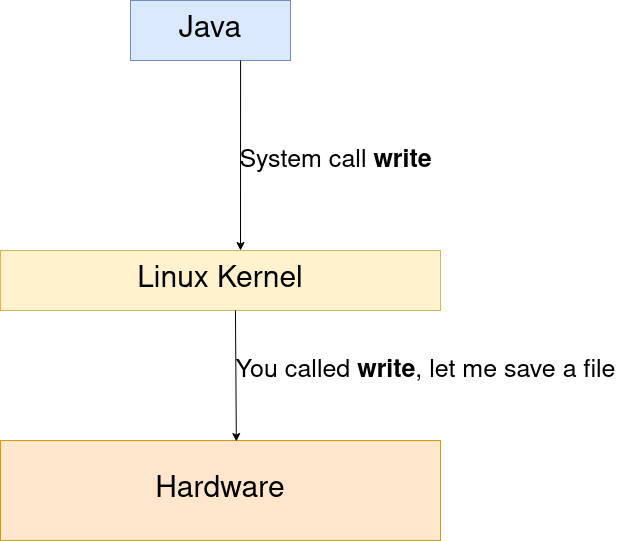 Java
System call write
Linux Kernel
You called write, let me save a file
Hardware